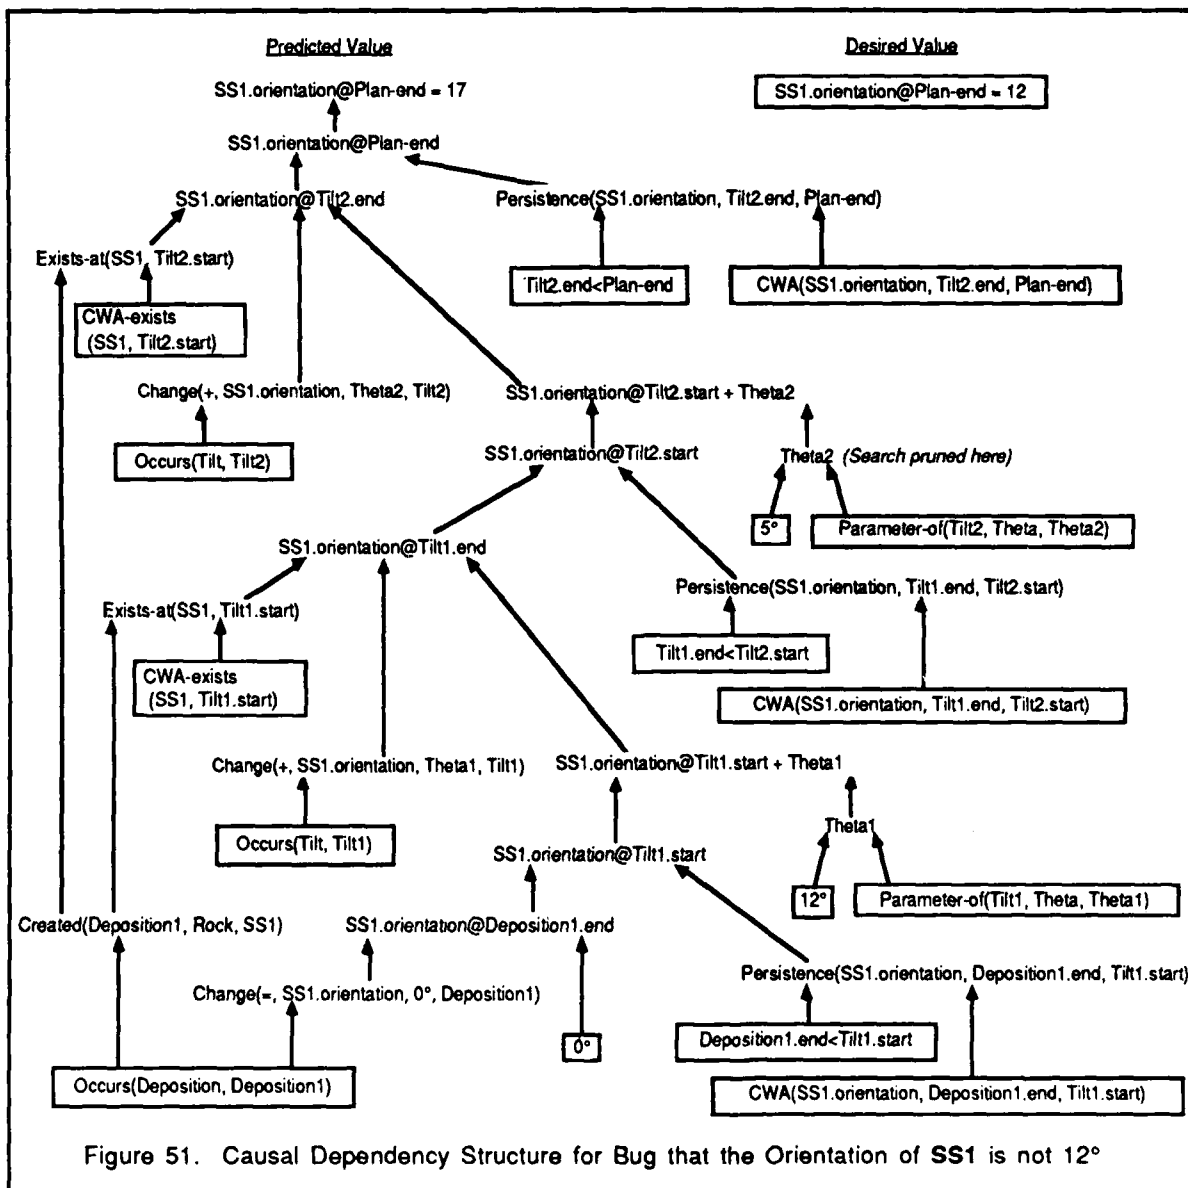 Predicted Value
Desired Value
SS1.orientation@Plan-end = 17
SS1.orientation@Plan-end = 12
SS1.orientation@Plan-end
SS1.orientation@Tilt2.end
Persistence(SS1.orientation, Tilt2.end, Plan-end)
Exists-at(SS1, Tilt2.start)
Tilt2.end<Plan-end
CWA(SS1.orientation, Tilt2.end, Plan-end)
CWA-exists
(SS1, Tilt2.start)
Change(+, SS1.orientation, Theta2, Tilt2)
SS1.orientation@Tilt2.start + Theta2
Occurs(Tilt, Tilt2)
SS1.orientation@Tilt2.start
Theta2 (Search pruned here)
5°
Parameter-of(Tilt2, Theta, Theta2)
SS1.orientation@Tilt1.end
Persistence(SS1.orientation, Tilt1.end, Tilt2.start)
Exists-at(SS1, Tilt1.start)
Tilt1.end<Tilt2.start
CWA-exists
(SS1, Tilt1.start)
CWA(SS1.orientation, Tilt1.end, Tilt2.start)
Change(+, SS1.orientation, Theta1, Tilt1)
SS1.orientation@Tilt1.start + Theta1
Occurs(Tilt, Tilt1)
Theta1
SS1.orientation@Tilt1.start
12°
Parameter-of(Tilt1, Theta, Theta1)
Created(Deposition1, Rock, SS1)
SS1.orientation@Deposition1.end
Persistence(SS1.orientation, Deposition1.end, Tilt1.start)
Change(=, SS1.orientation, 0°, Deposition1)
Deposition1.end<Tilt1.start
0°
Occurs(Deposition, Deposition1)
CWA(SS1.orientation, Deposition1.end, Tilt1.start)
Figure 51. Causal Dependency Structure for Bug that the Orientation of SS1 is not 12°